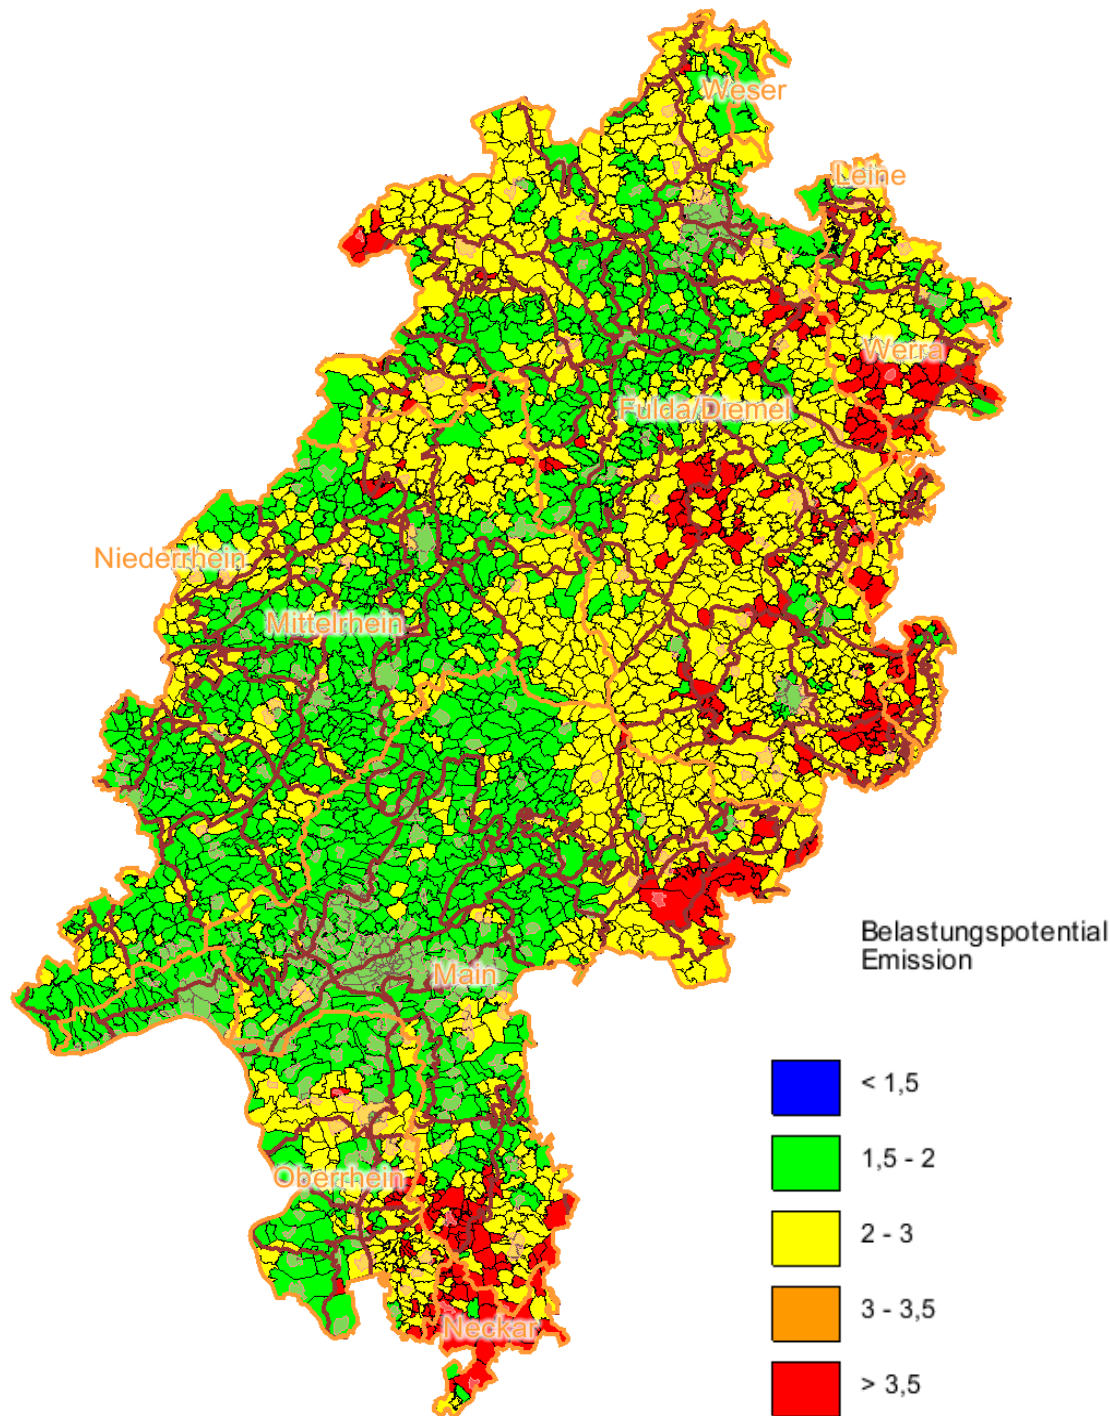 Weser
Leine
Werra
Fulda/Diemel
Niederrhein
Mittelrhein
Main
Oberrhein
Neckar
Belastungspotential
Emission
< 1,5
1,5 - 2
2 - 3
3 - 3,5
> 3,5